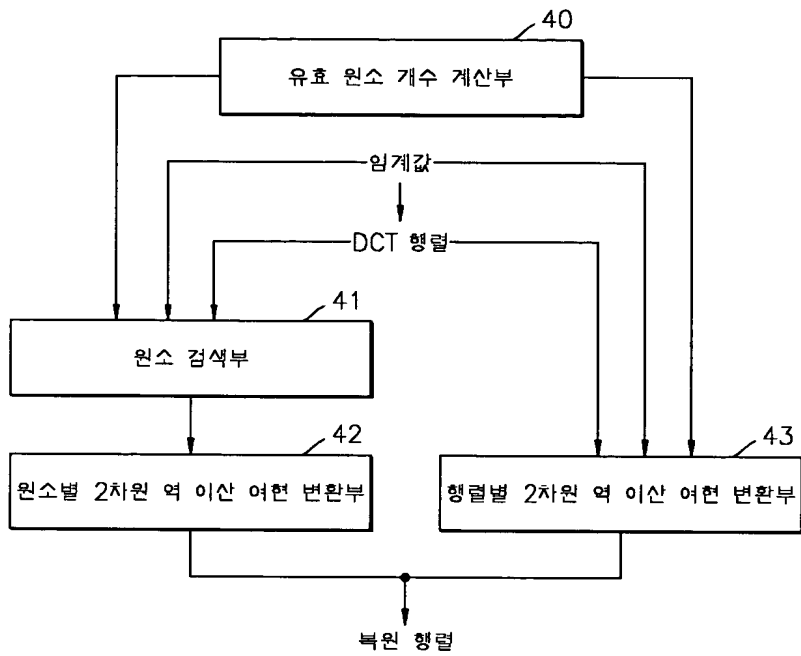 40
유효 원소 개수 계산부
임계값
DCT 행렬
41
원소 검색부
42
원소별 2차원 역 이산 여현 변환부
43
행렬별 2차원 역 이산 여현 변환부
복원 행렬